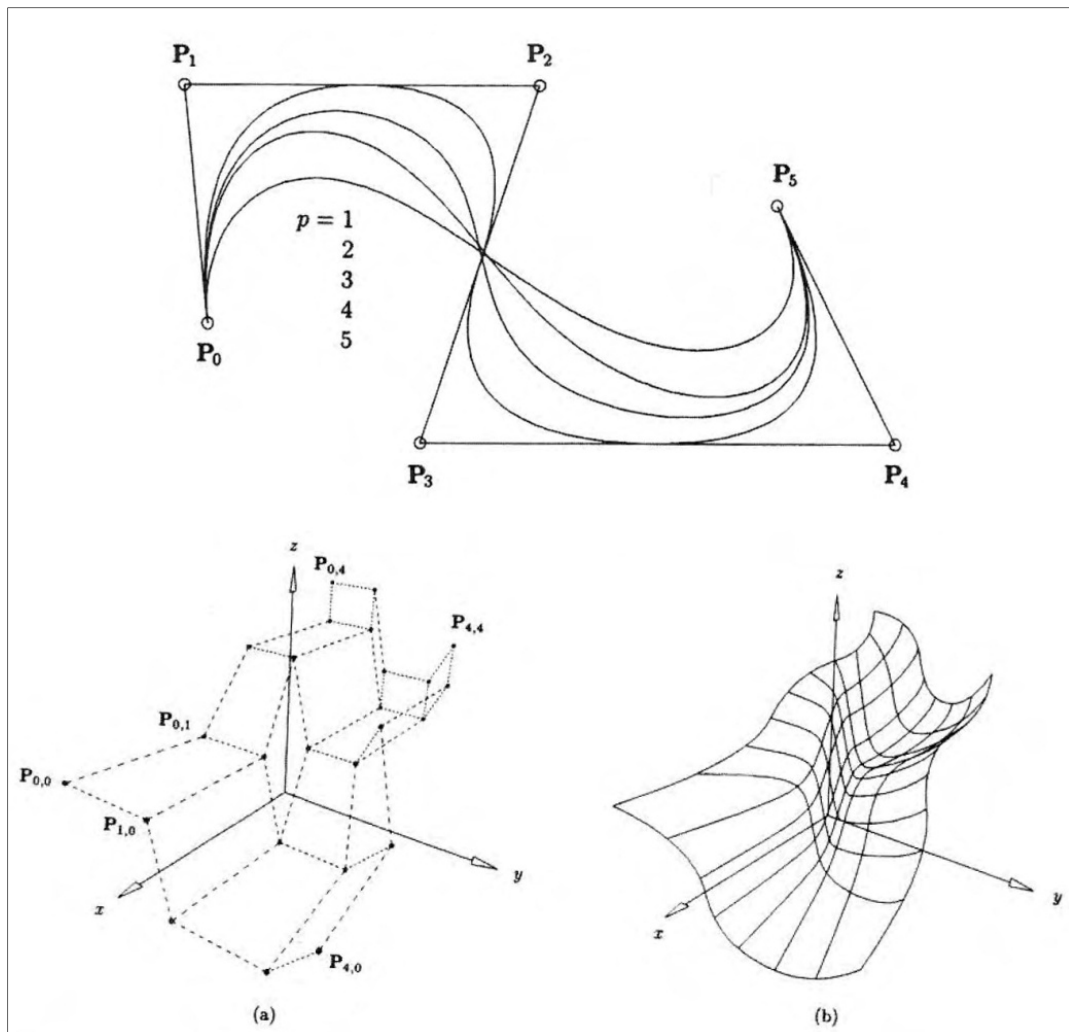 P₁ P₂
P₅
p = 1
2
3
4
5
P₀
P₃ P₄
z P₀,₄
P₄,₄
z
P₀,₁
P₀,₀
P₁,₀
x y
x y
P₄,₀
(a) (b)